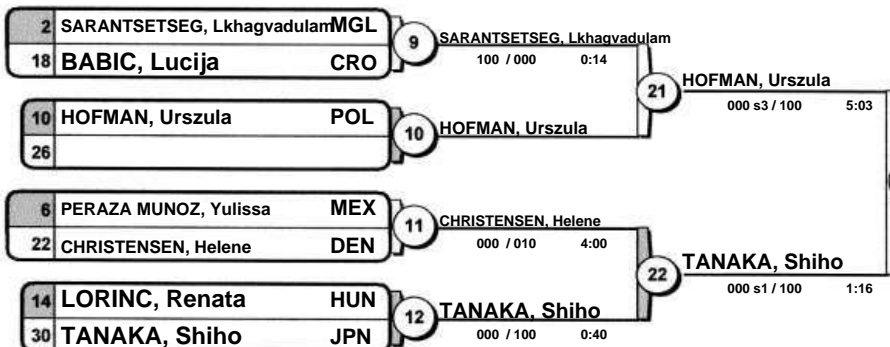 2 SARANTSETSEG, Lkhagvadulam MGL
18 BABIC, Lucija CRO
9
SARANTSETSEG, Lkhagvadulam
100 / 000 0:14
10 HOFMAN, Urszula POL
26
10
HOFMAN, Urszula
21
HOFMAN, Urszula
000 s3 / 100 5:03
6 PERAZA MUNOZ, Yulissa MEX
22 CHRISTENSEN, Helene DEN
11
CHRISTENSEN, Helene
000 / 010 4:00
14 LORINC, Renata HUN
30 TANAKA, Shiho JPN
12
TANAKA, Shiho
000 / 100 0:40
22
TANAKA, Shiho
000 s1 / 100 1:16